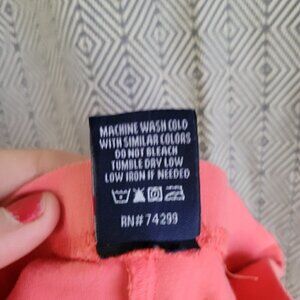 MACHINE WASH COLD
WITH SIMILAR COLORS
DO NOT BLEACH
TUMBLE DRY LOW
LOW IRON IF NEEDED
RN# 74299